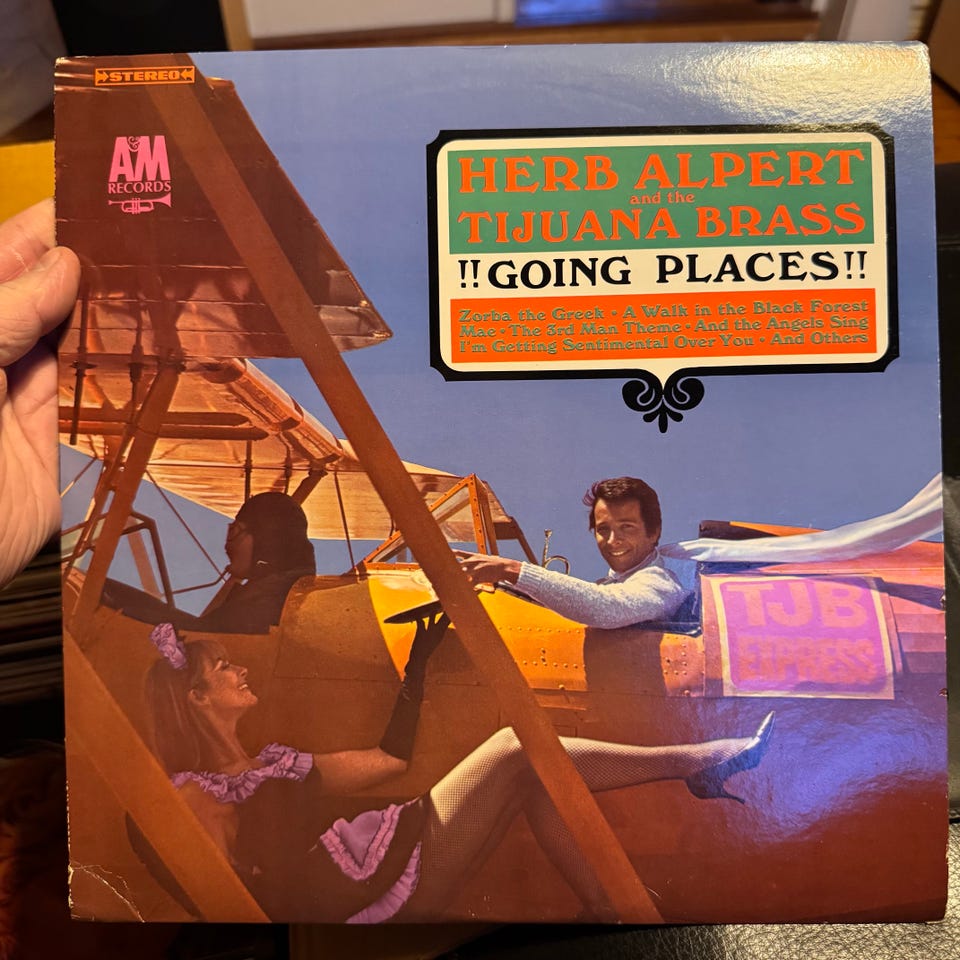 STEREO
A&M
RECORDS
HERB ALPERT
and the
TIJUANA BRASS
!!GOING PLACES!!
Zorba the Greek • A Walk in the Black Forest
Mae • The 3rd Man Theme • And the Angels Sing
I'm Getting Sentimental Over You • And Others
TJB
EXPRESS